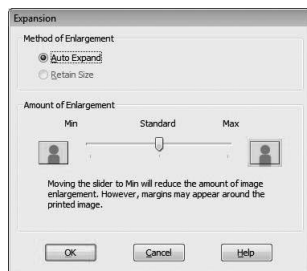 Expansion
Method of Enlargement
Auto Expand
Retain Size
Amount of Enlargement
Min Standard Max
Moving the slider to Min will reduce the amount of image
enlargement. However, margins may appear around the
printed image.
OK Cancel Help